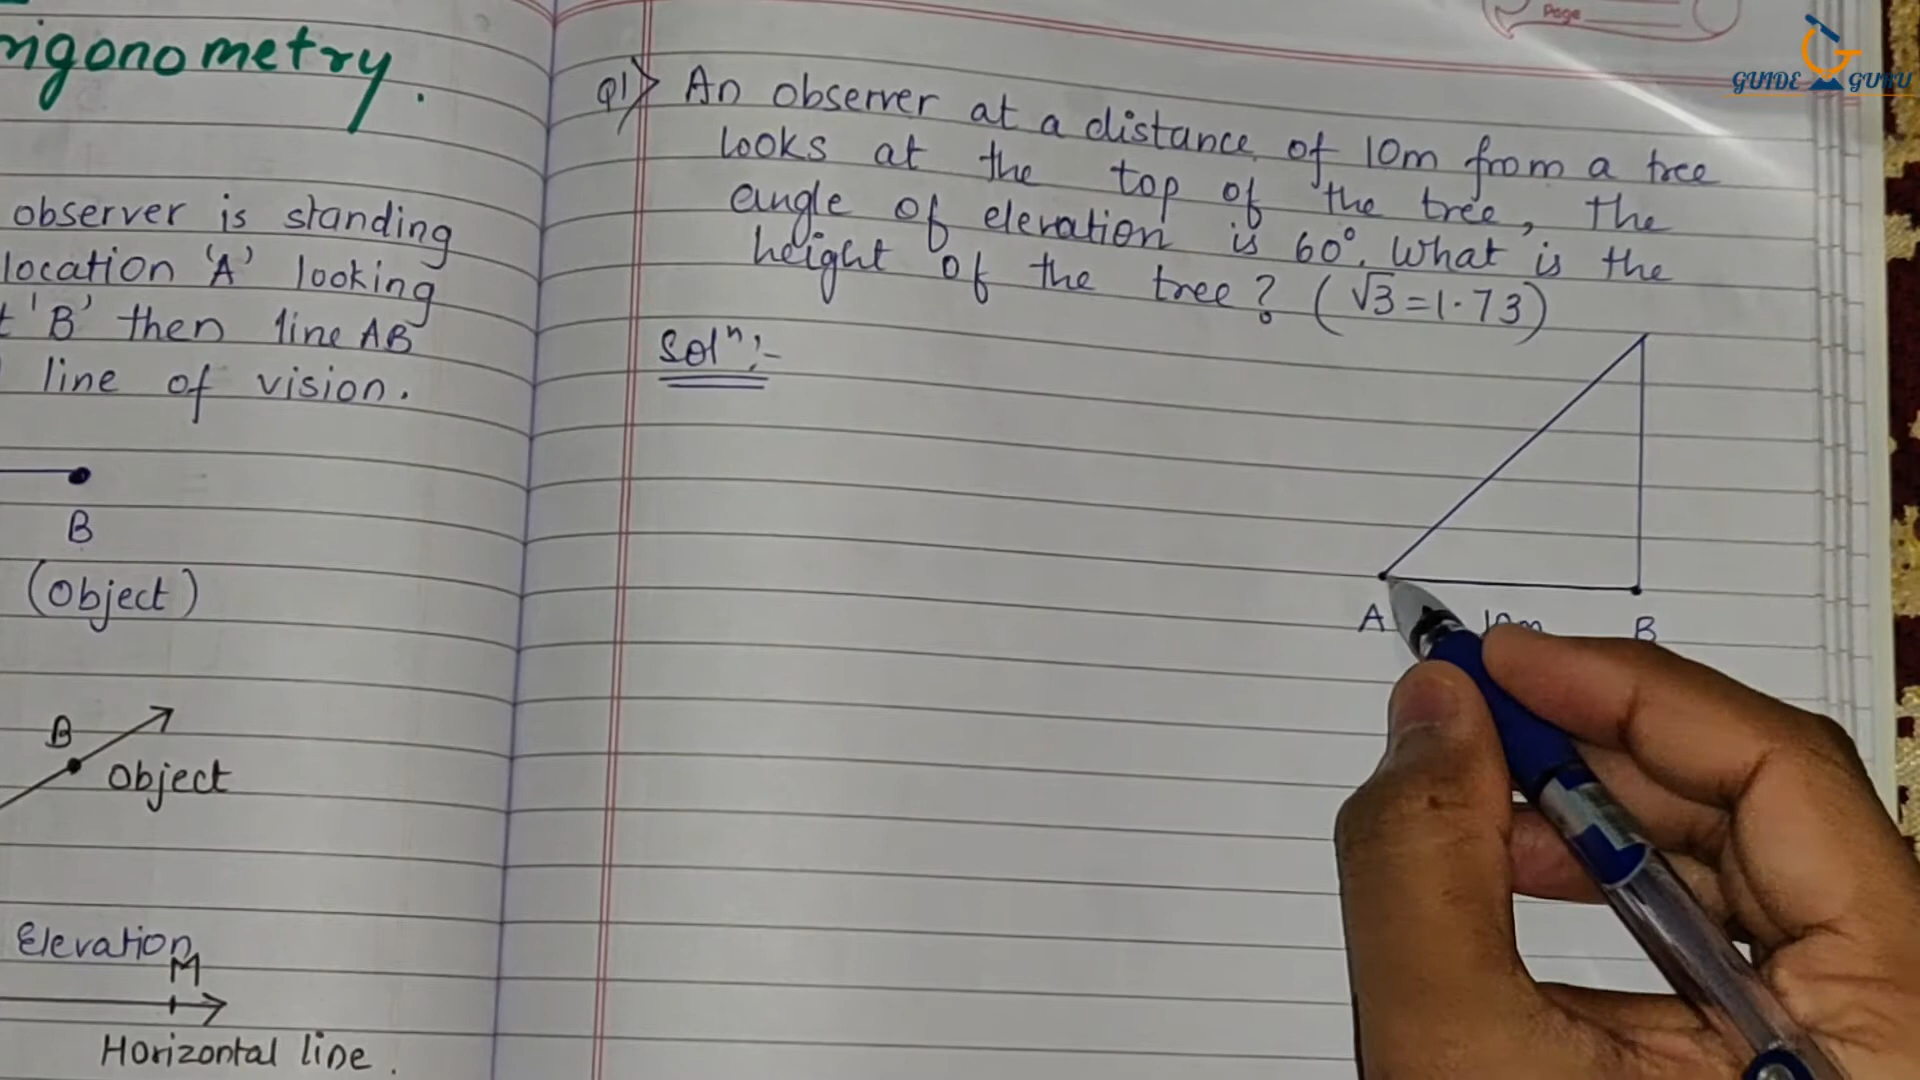 rigonometry.
observer is standing
location 'A' looking
t 'B' then line AB
line of vision.
B
(Object)
B
Object
Elevation
M
Horizontal line.
Page
GUIDE GURU
Q1) An observer at a distance of 10m from a tree
looks at the top of the tree, the
angle of elevation is 60°. What is the
height of the tree? (√3=1.73)
Solⁿ:-
A 10m B